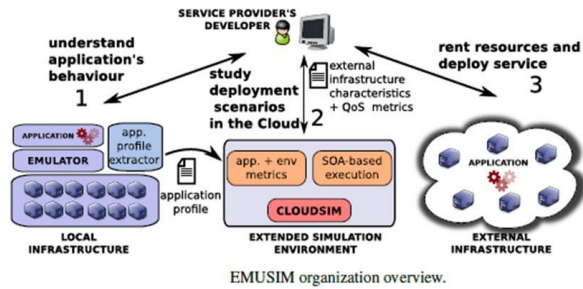 SERVICE PROVIDER'S
DEVELOPER
understand
application's
behaviour
1
study
deployment
scenarios
in the Cloud
2
external
infrastructure
characteristics
+ QoS metrics
rent resources and
deploy service
3
APPLICATION
EMULATOR
app.
profile
extractor
application
profile
LOCAL
INFRASTRUCTURE
app. + env
metrics
SOA-based
execution
CLOUDSIM
EXTENDED SIMULATION
ENVIRONMENT
APPLICATION
EXTERNAL
INFRASTRUCTURE
EMUSIM organization overview.